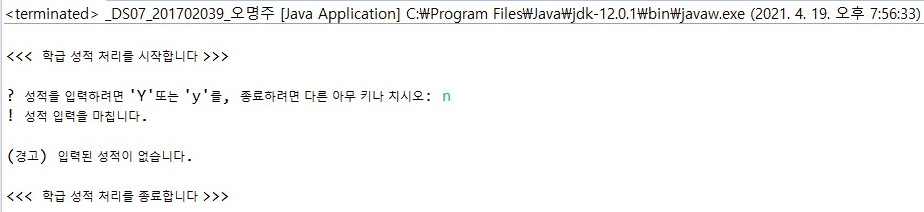 <terminated> _DS07_201702039_오명주 [Java Application] C:₩Program Files₩Java₩jdk-12.0.1₩bin₩javaw.exe (2021. 4. 19. 오후 7:56:33)
<<< 학급 성적 처리를 시작합니다 >>>
? 성적을 입력하려면 'Y'또는 'y'를, 종료하려면 다른 아무 키나 치시오: n
! 성적 입력을 마칩니다.
(경고) 입력된 성적이 없습니다.
<<< 학급 성적 처리를 종료합니다 >>>